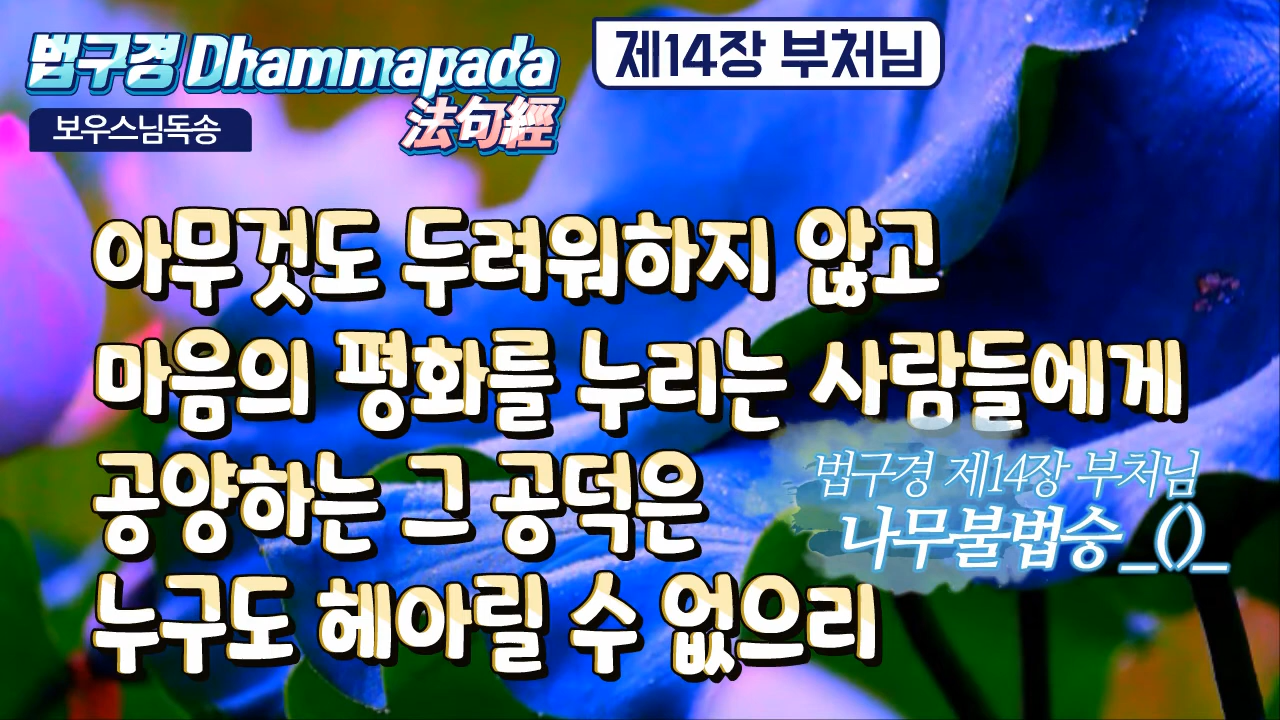 법구경 Dhammapada
法句經
보우스님독송
제14장 부처님
아무것도 두려워하지 않고
마음의 평화를 누리는 사람들에게
공양하는 그 공덕은
누구도 헤아릴 수 없으리
법구경 제14장 부처님
나무불법승 _()_